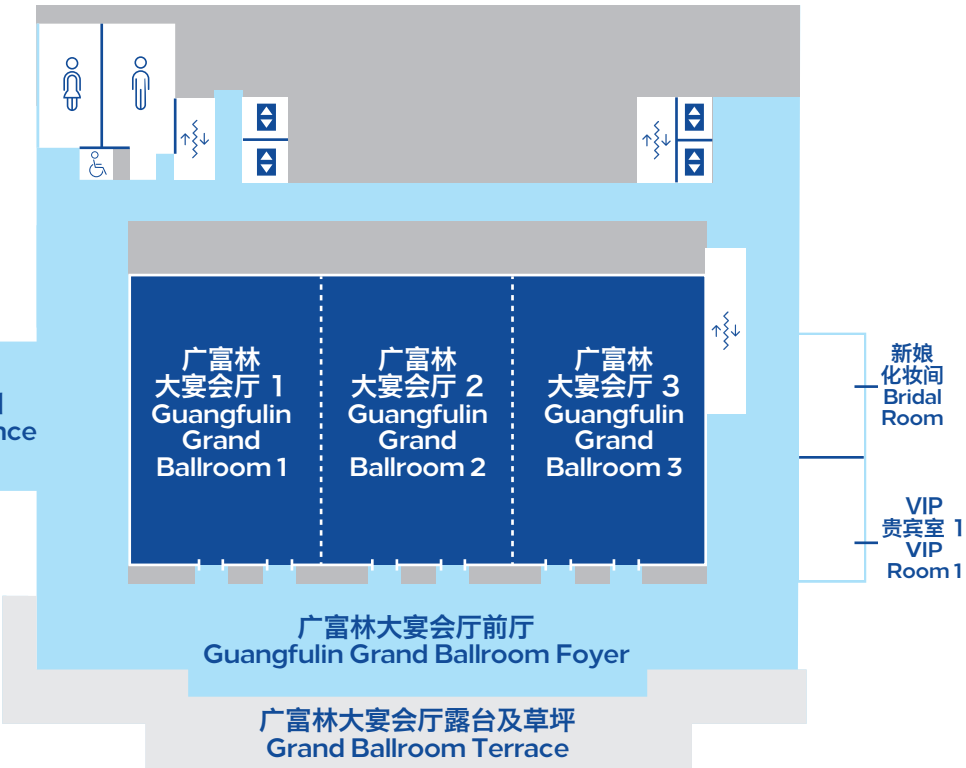 广富林
大宴会厅 1
Guangfulin
Grand
Ballroom 1
广富林
大宴会厅 2
Guangfulin
Grand
Ballroom 2
广富林
大宴会厅 3
Guangfulin
Grand
Ballroom 3
新娘
化妆间
Bridal
Room
VIP
贵宾室 1
VIP
Room 1
广富林大宴会厅前厅
Guangfulin Grand Ballroom Foyer
广富林大宴会厅露台及草坪
Grand Ballroom Terrace